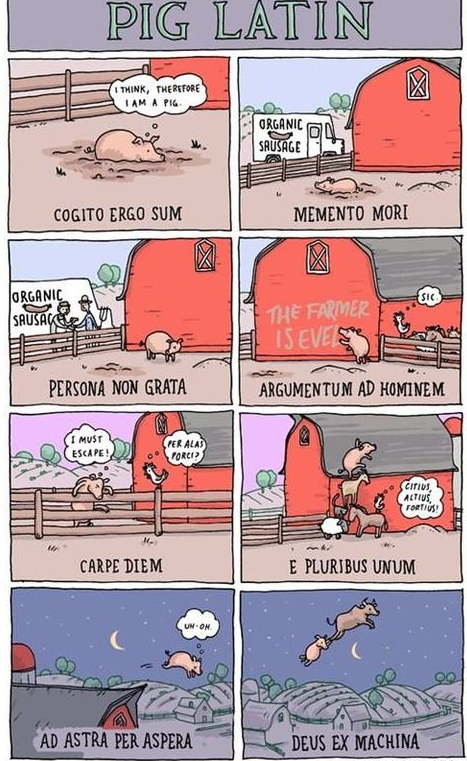 PIG LATIN
I THINK, THEREFORE
I AM A PIG.
COGITO ERGO SUM
ORGANIC
SAUSAGE
MEMENTO MORI
ORGANIC
SAUSAG
PERSONA NON GRATA
THE FARMER
IS EVEL
SIC.
ARGUMENTUM AD HOMINEM
I MUST
ESCAPE!
PER ALAS
PORCI?
CARPE DIEM
CITIUS,
ALTIUS,
FORTIUS!
E PLURIBUS UNUM
UH-OH.
AD ASTRA PER ASPERA
DEUS EX MACHINA